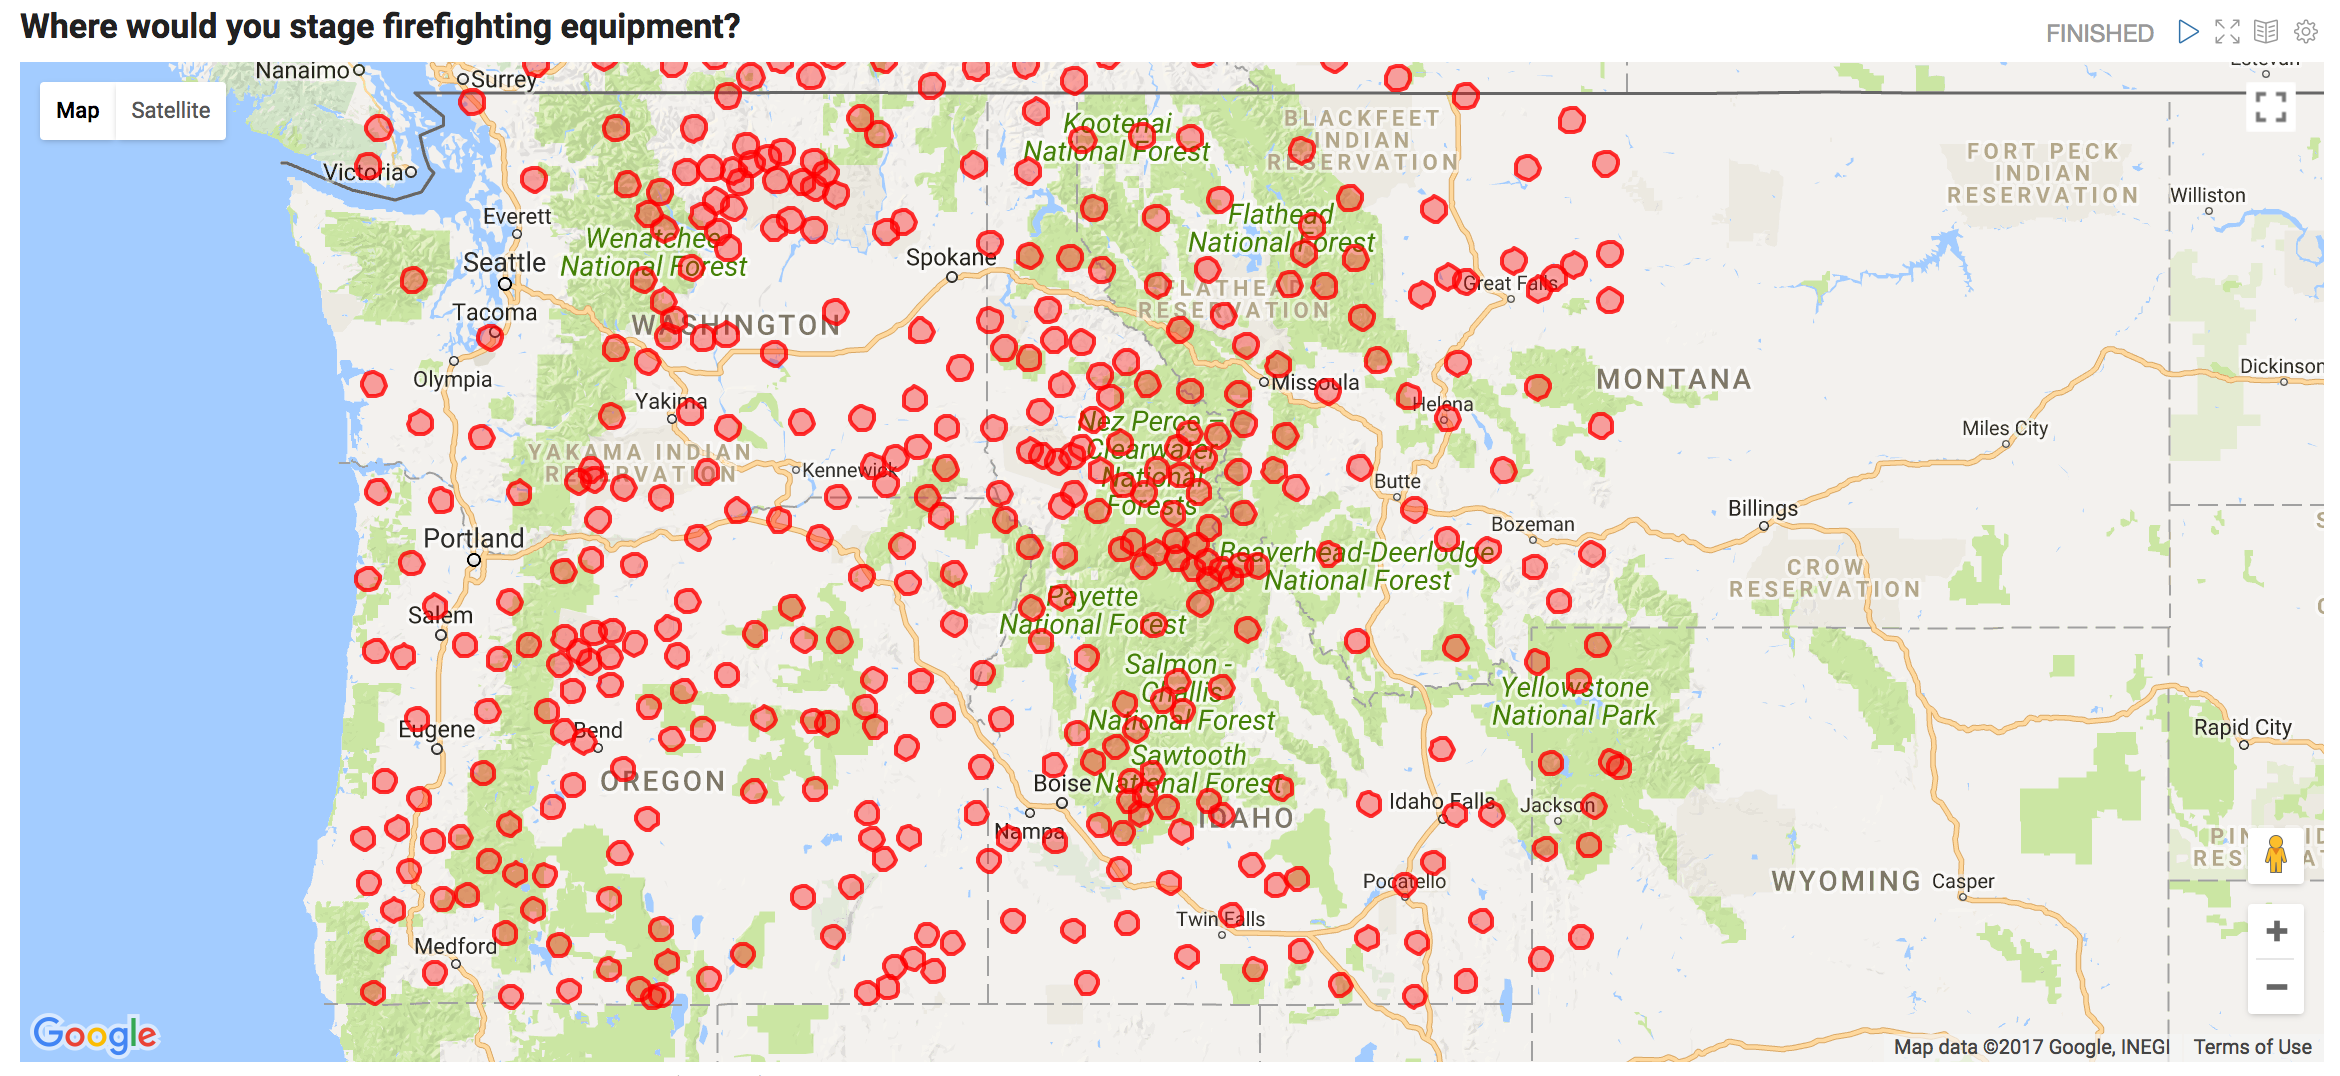 Where would you stage firefighting equipment?
FINISHED
Nanaimo
Surrey
Estevan
Map
Satellite
Kootenai
National Forest
BLACKFEET
INDIAN
RESERVATION
FORT PECK
INDIAN
RESERVATION
Victoria
Williston
Everett
Flathead
National Forest
Wenatchee
National Forest
Seattle
Spokane
FLATHEAD
RESERVATION
Great Falls
Tacoma
WASHINGTON
Olympia
Missoula
MONTANA
Dickinson
Yakima
Helena
Nez Perce -
Clearwater
National
Forests
Miles City
YAKAMA INDIAN
RESERVATION
Kennewick
Butte
Billings
Bozeman
Portland
Beaverhead-Deerlodge
National Forest
CROW
RESERVATION
Payette
National Forest
Salem
Salmon -
Challis
National Forest
Yellowstone
National Park
Eugene
Bend
Rapid City
Sawtooth
National Forest
OREGON
Boise
Idaho Falls
Jackson
IDAHO
Nampa
WYOMING
Casper
Pocatello
Twin Falls
Medford
Google
Map data ©2017 Google, INEGI
Terms of Use